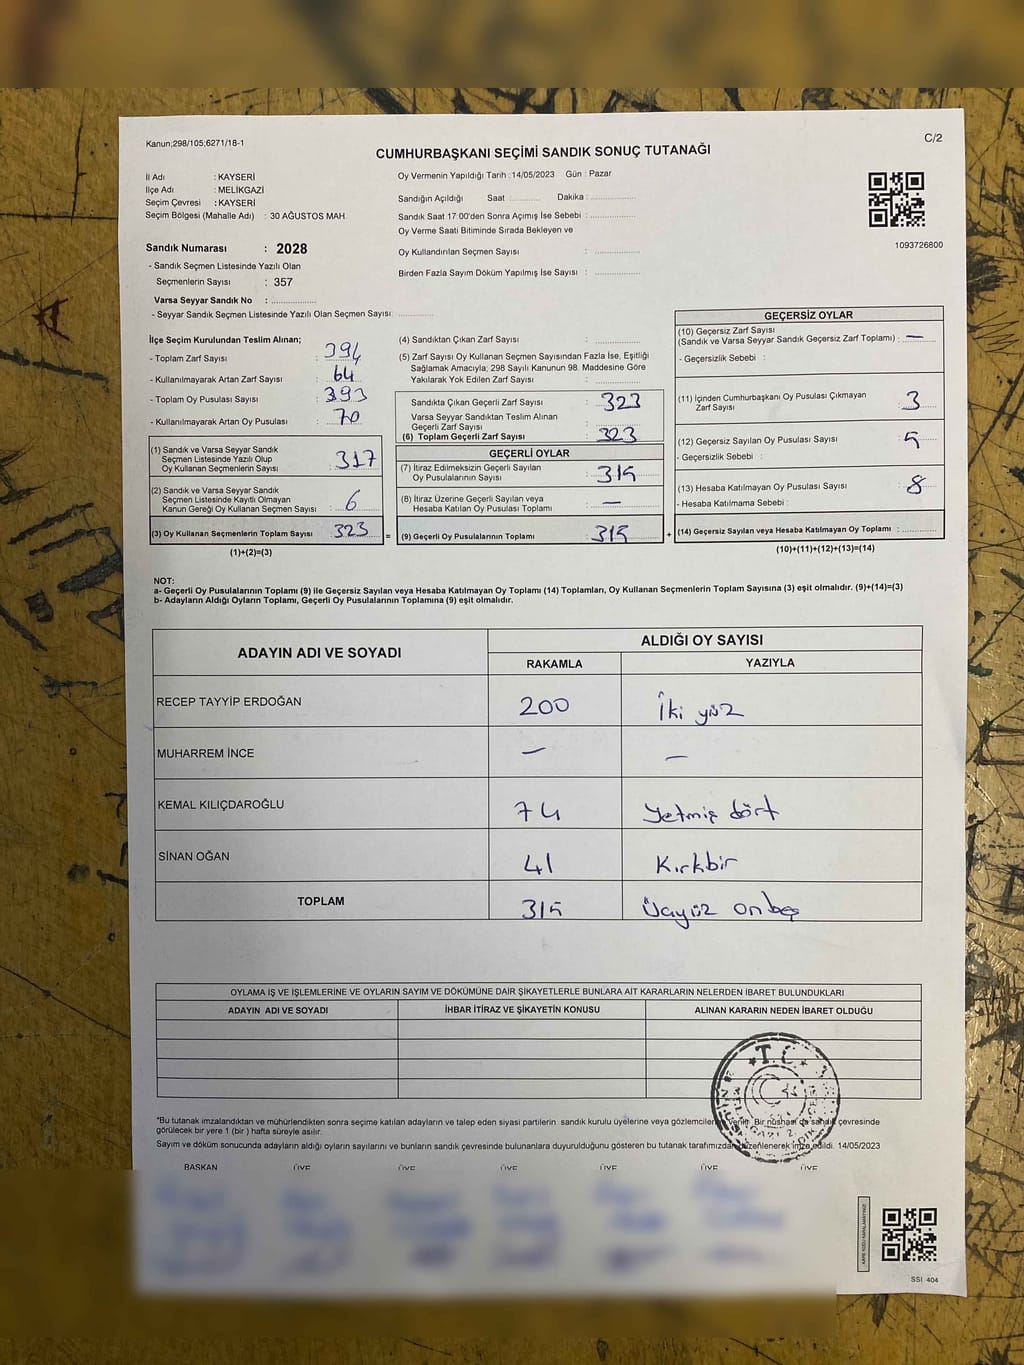 Kanun;298/105;6271/18-1
C/2
CUMHURBAŞKANI SEÇİMİ SANDIK SONUÇ TUTANAĞI
İl Adı : KAYSERİ
İlçe Adı : MELİKGAZİ
Seçim Çevresi : KAYSERİ
Seçim Bölgesi (Mahalle Adı) : 30 AĞUSTOS MAH.
Sandık Numarası : 2028
- Sandık Seçmen Listesinde Yazılı Olan
Seçmenlerin Sayısı : 357
Varsa Seyyar Sandık No : ................
- Seyyar Sandık Seçmen Listesinde Yazılı Olan Seçmen Sayısı: .............
Oy Vermenin Yapıldığı Tarih :14/05/2023 Gün : Pazar
Sandığın Açıldığı Saat ........... Dakika : .................
Sandık Saat 17:00'den Sonra Açımış İse Sebebi : .................
Oy Verme Saati Bitiminde Sırada Bekleyen ve
Oy Kullandırılan Seçmen Sayısı : .................
Birden Fazla Sayım Döküm Yapılmış İse Sayısı : .................
1093726800
İlçe Seçim Kurulundan Teslim Alınan;
- Toplam Zarf Sayısı : 394
- Kullanılmayarak Artan Zarf Sayısı : 64
- Toplam Oy Pusulası Sayısı : 393
- Kullanılmayarak Artan Oy Pusulası : 70
(1) Sandık ve Varsa Seyyar Sandık
Seçmen Listesinde Yazılı Olup
Oy Kullanan Seçmenlerin Sayısı : 317
(2) Sandık ve Varsa Seyyar Sandık
Seçmen Listesinde Kayıtlı Olmayan
Kanun Gereği Oy Kullanan Seçmen Sayısı : 6
(3) Oy Kullanan Seçmenlerin Toplam Sayısı : 323 =
(1)+(2)=(3)
(4) Sandıktan Çıkan Zarf Sayısı : .................
(5) Zarf Sayısı Oy Kullanan Seçmen Sayısından Fazla İse, Eşitliği
Sağlamak Amacıyla; 298 Sayılı Kanunun 98. Maddesine Göre
Yakılarak Yok Edilen Zarf Sayısı : .................
Sandıkta Çıkan Geçerli Zarf Sayısı : 323
Varsa Seyyar Sandıktan Teslim Alınan
Geçerli Zarf Sayısı : .................
(6) Toplam Geçerli Zarf Sayısı : 323
GEÇERLİ OYLAR
(7) İtiraz Edilmeksizin Geçerli Sayılan
Oy Pusulalarının Sayısı : 315
(8) İtiraz Üzerine Geçerli Sayılan veya
Hesaba Katılan Oy Pusulası Toplamı : —
(9) Geçerli Oy Pusulalarının Toplamı : 315 +
GEÇERSİZ OYLAR
(10) Geçersiz Zarf Sayısı
(Sandık ve Varsa Seyyar Sandık Geçersiz Zarf Toplamı) : —
- Geçersizlik Sebebi :
(11) İçinden Cumhurbaşkanı Oy Pusulası Çıkmayan
Zarf Sayısı : 3
(12) Geçersiz Sayılan Oy Pusulası Sayısı : 5
- Geçersizlik Sebebi :
(13) Hesaba Katılmayan Oy Pusulası Sayısı : 8
- Hesaba Katılmama Sebebi :
(14) Geçersiz Sayılan veya Hesaba Katılmayan Oy Toplamı : .............
(10)+(11)+(12)+(13)=(14)
NOT:
a- Geçerli Oy Pusulalarının Toplamı (9) ile Geçersiz Sayılan veya Hesaba Katılmayan Oy Toplamı (14) Toplamları, Oy Kullanan Seçmenlerin Toplam Sayısına (3) eşit olmalıdır. (9)+(14)=(3)
b- Adayların Aldığı Oyların Toplamı, Geçerli Oy Pusulalarının Toplamına (9) eşit olmalıdır.
ADAYIN ADI VE SOYADI ALDIĞI OY SAYISI
RAKAMLA YAZIYLA
RECEP TAYYİP ERDOĞAN 200 İki yüz
MUHARREM İNCE — —
KEMAL KILIÇDAROĞLU 74 Yetmiş dört
SİNAN OĞAN 41 Kırkbir
TOPLAM 315 Üçyüz onbeş
OYLAMA İŞ VE İŞLEMLERİNE VE OYLARIN SAYIM VE DÖKÜMÜNE DAİR ŞİKAYETLERLE BUNLARA AİT KARARLARIN NELERDEN İBARET BULUNDUKLARI
ADAYIN ADI VE SOYADI İHBAR İTİRAZ VE ŞİKAYETİN KONUSU ALINAN KARARIN NEDEN İBARET OLDUĞU
T.C.
*Bu tutanak imzalandıktan ve mühürlendikten sonra seçime katılan adayların ve talep eden siyasi partilerin sandık kurulu üyelerine veya gözlemcilerine verilir. Bir nüshası da sandık çevresinde
görülecek bir yere 1 (bir ) hafta süreyle asılır.
Sayım ve döküm sonucunda adayların aldığı oyların sayılarını ve bunların sandık çevresinde bulunanlara duyurulduğunu gösteren bu tutanak tarafımızdan düzenlenerek imza edildi. 14/05/2023
BAŞKAN ÜYE ÜYE ÜYE ÜYE ÜYE ÜYE
SSI 404